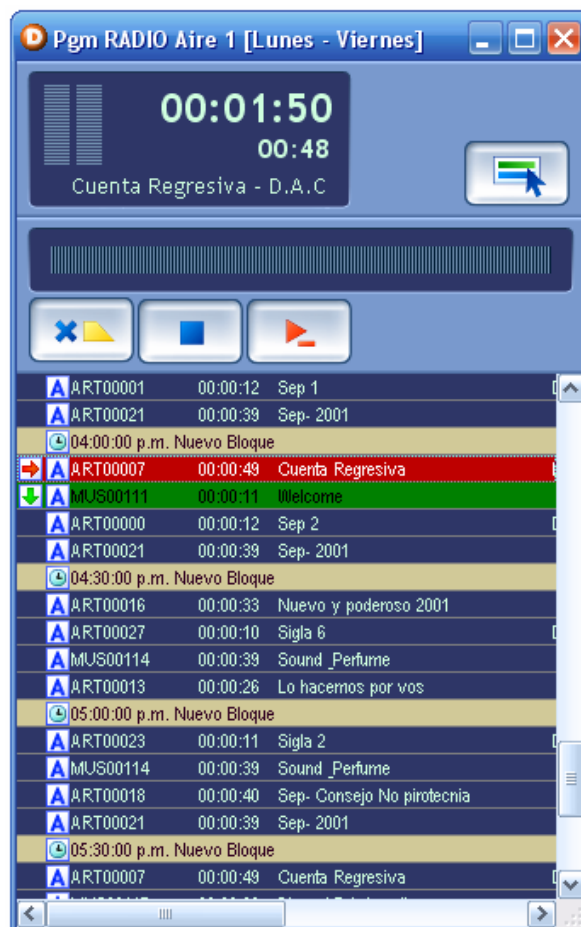 Pgm RADIO Aire 1 [Lunes - Viernes]
00:01:50
00:48
Cuenta Regresiva - D.A.C
A ART00001 00:00:12 Sep 1
A ART00021 00:00:39 Sep- 2001
04:00:00 p.m. Nuevo Bloque
A ART00007 00:00:49 Cuenta Regresiva
A MUS00111 00:00:11 Welcome
A ART00000 00:00:12 Sep 2
A ART00021 00:00:39 Sep- 2001
04:30:00 p.m. Nuevo Bloque
A ART00016 00:00:33 Nuevo y poderoso 2001
A ART00027 00:00:10 Sigla 6
A MUS00114 00:00:39 Sound _Perfume
A ART00013 00:00:26 Lo hacemos por vos
05:00:00 p.m. Nuevo Bloque
A ART00023 00:00:11 Sigla 2
A MUS00114 00:00:39 Sound _Perfume
A ART00018 00:00:40 Sep- Consejo No pirotecnia
A ART00021 00:00:39 Sep- 2001
05:30:00 p.m. Nuevo Bloque
A ART00007 00:00:49 Cuenta Regresiva